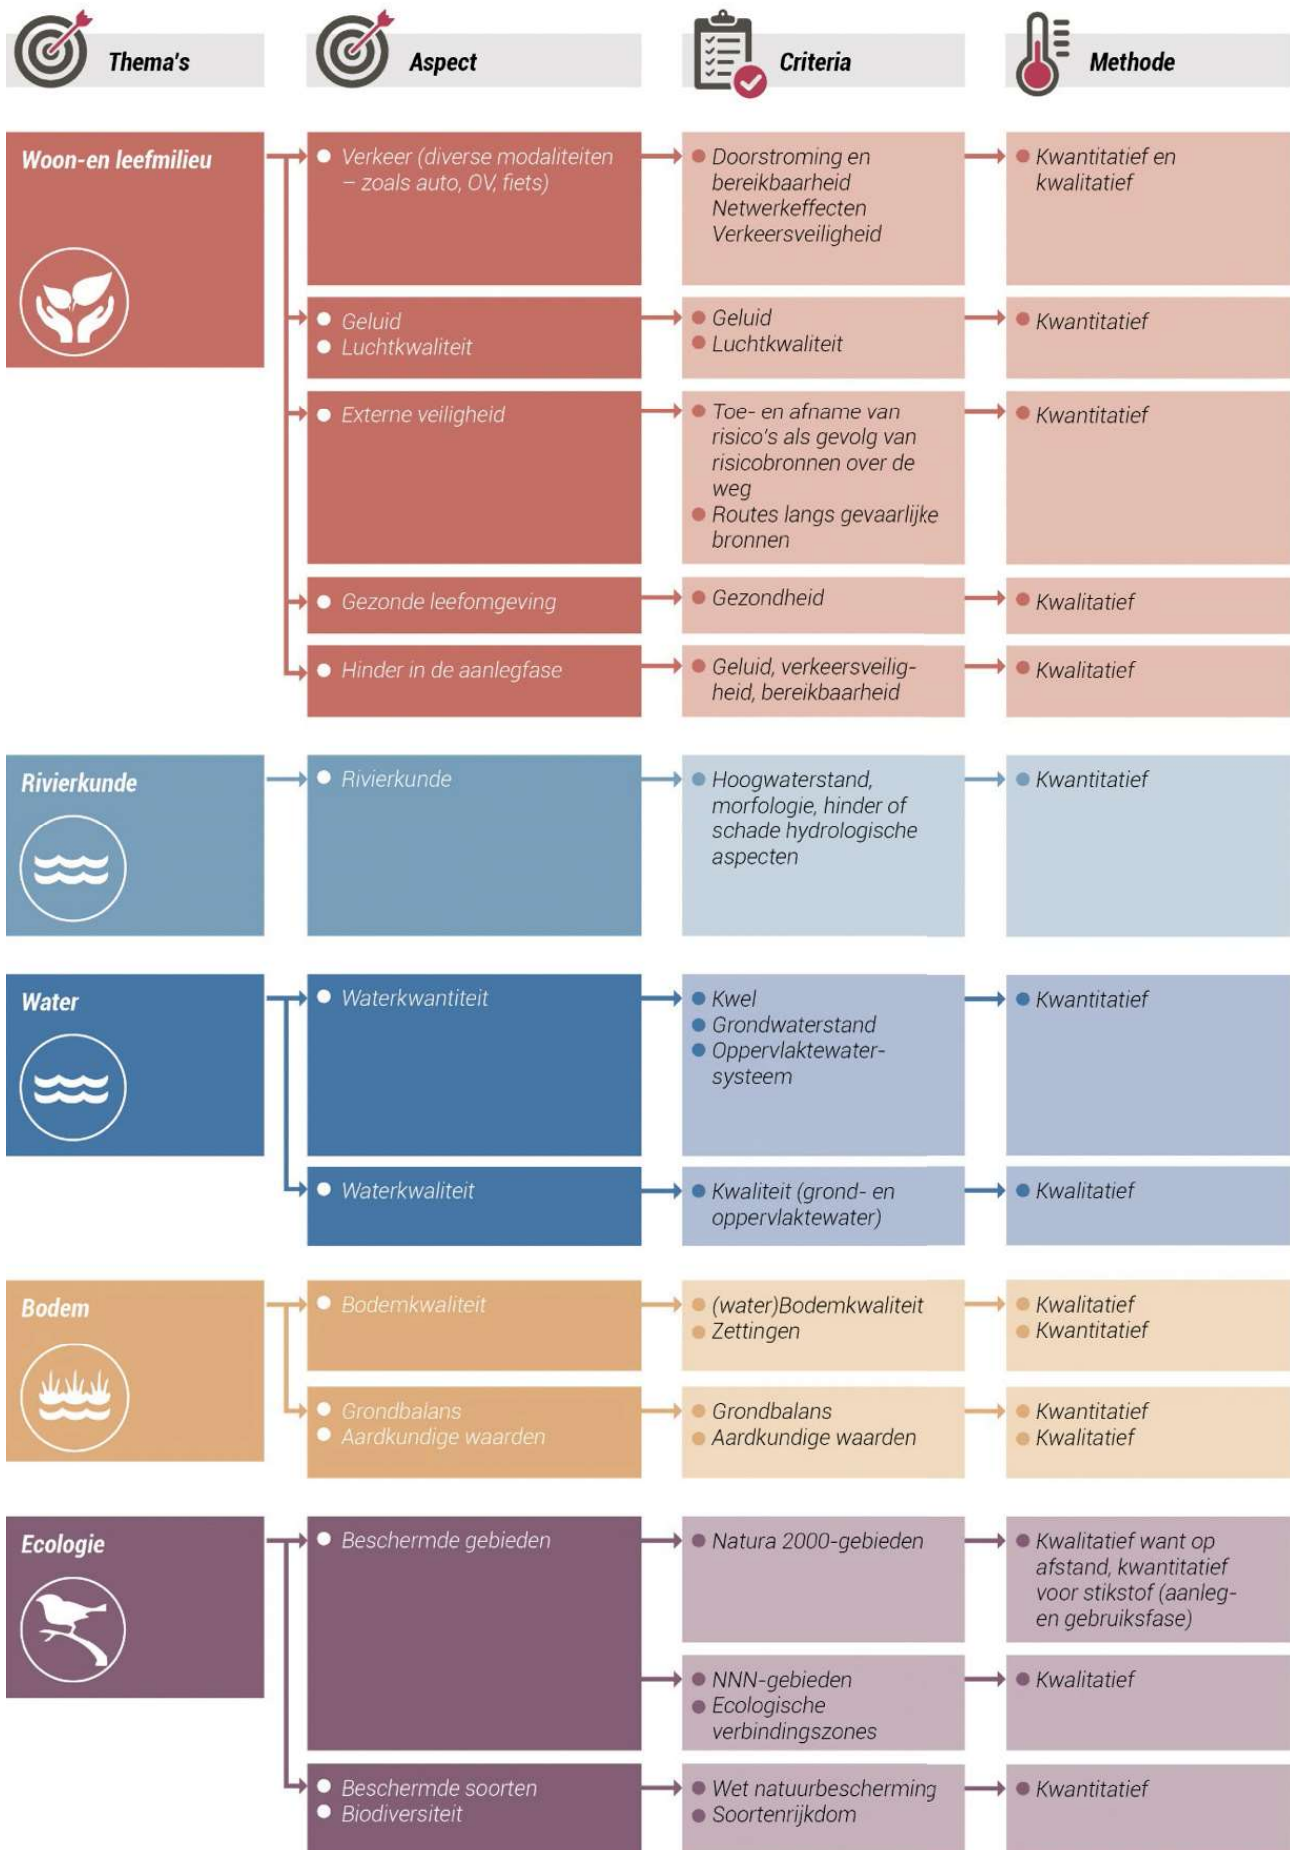 Thema's
Aspect
Criteria
Methode
Woon-en leefmilieu
Verkeer (diverse modaliteiten
– zoals auto, OV, fiets)
Doorstroming en
bereikbaarheid
Netwerkeffecten
Verkeersveiligheid
Kwantitatief en
kwalitatief
Geluid
Luchtkwaliteit
Geluid
Luchtkwaliteit
Kwantitatief
Externe veiligheid
Toe- en afname van
risico's als gevolg van
risicobronnen over de
weg
Routes langs gevaarlijke
bronnen
Kwantitatief
Gezonde leefomgeving
Gezondheid
Kwalitatief
Hinder in de aanlegfase
Geluid, verkeersveilig-
heid, bereikbaarheid
Kwalitatief
Rivierkunde
Rivierkunde
Hoogwaterstand,
morfologie, hinder of
schade hydrologische
aspecten
Kwantitatief
Water
Waterkwantiteit
Kwel
Grondwaterstand
Oppervlaktewater-
systeem
Kwantitatief
Waterkwaliteit
Kwaliteit (grond- en
oppervlaktewater)
Kwalitatief
Bodem
Bodemkwaliteit
(water)Bodemkwaliteit
Zettingen
Kwalitatief
Kwantitatief
Grondbalans
Aardkundige waarden
Grondbalans
Aardkundige waarden
Kwantitatief
Kwalitatief
Ecologie
Beschermde gebieden
Natura 2000-gebieden
Kwalitatief want op
afstand, kwantitatief
voor stikstof (aanleg-
en gebruiksfase)
NNN-gebieden
Ecologische
verbindingszones
Kwalitatief
Beschermde soorten
Biodiversiteit
Wet natuurbescherming
Soortenrijkdom
Kwantitatief